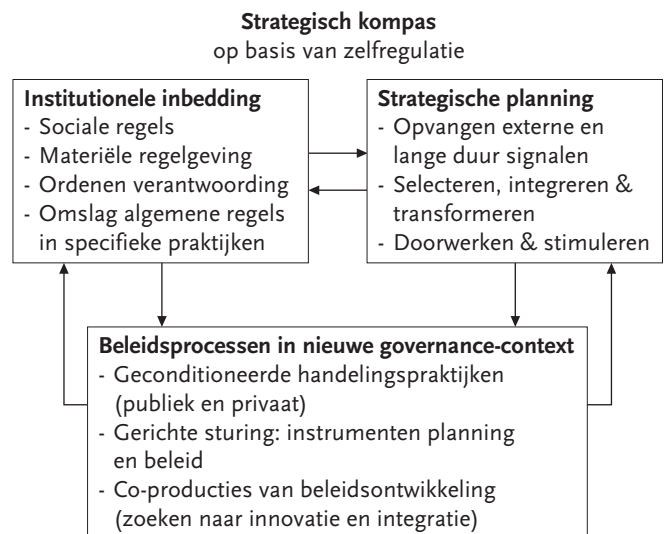 Strategisch kompas
op basis van zelfregulatie
Institutionele inbedding
- Sociale regels
- Materiële regelgeving
- Ordenen verantwoording
- Omslag algemene regels
in specifieke praktijken
Strategische planning
- Opvangen externe en
lange duur signalen
- Selecteren, integreren &
transformeren
- Doorwerken & stimuleren
Beleidsprocessen in nieuwe governance-context
- Geconditioneerde handelingspraktijken
(publiek en privaat)
- Gerichte sturing: instrumenten planning
en beleid
- Co-producties van beleidsontwikkeling
(zoeken naar innovatie en integratie)